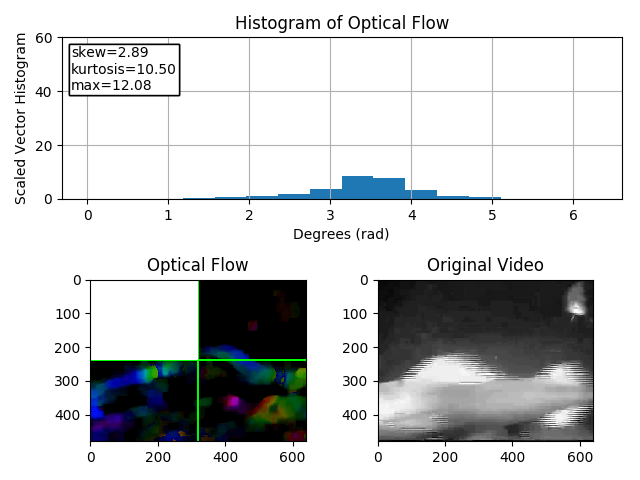 Histogram of Optical Flow
Scaled Vector Histogram
60
40
20
0
skew=2.89
kurtosis=10.50
max=12.08
0 1 2 3 4 5 6
Degrees (rad)
Optical Flow
0
100
200
300
400
0 200 400 600
Original Video
0
100
200
300
400
0 200 400 600